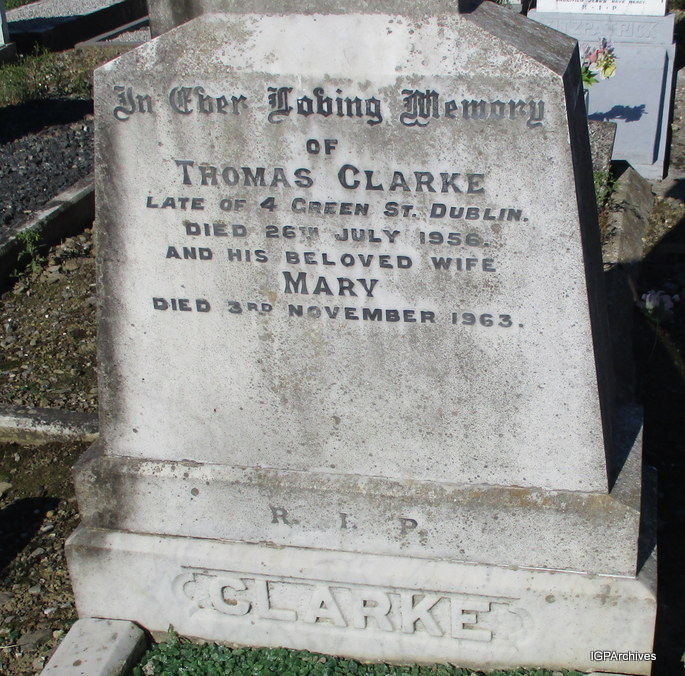 In Ever Loving Memory
OF
THOMAS CLARKE
LATE OF 4 GREEN ST. DUBLIN.
DIED 26TH JULY 1956.
AND HIS BELOVED WIFE
MARY
DIED 3RD NOVEMBER 1963.
R. I. P.
CLARKE
R-I-P
IGPArchives